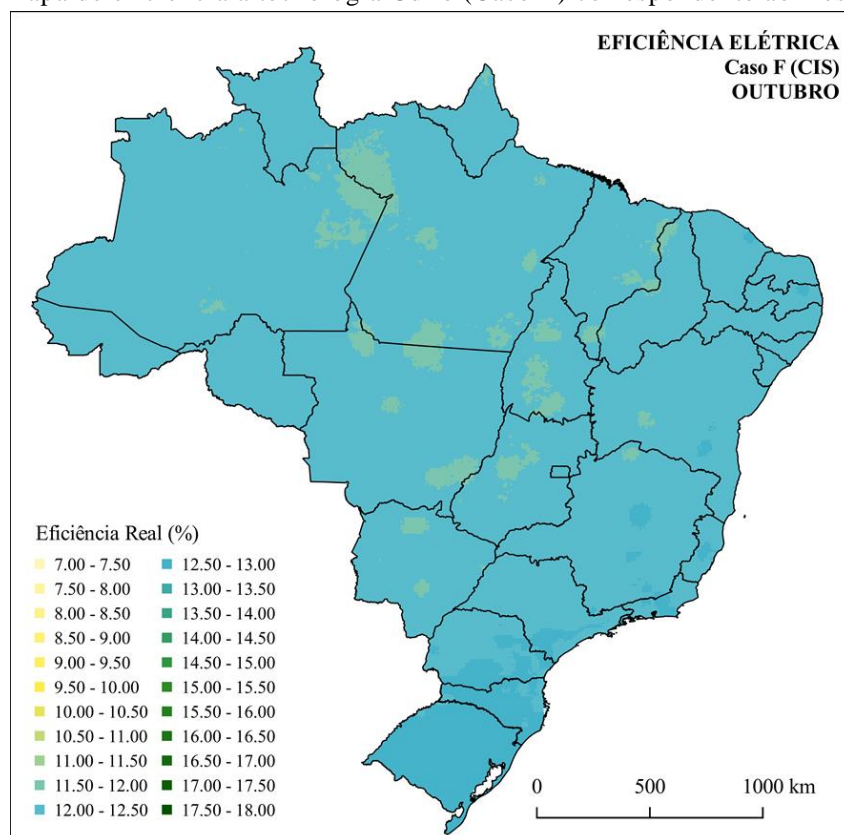 EFICIÊNCIA ELÉTRICA
Caso F (CIS)
OUTUBRO
Eficiência Real (%)
7.00 - 7.50
7.50 - 8.00
8.00 - 8.50
8.50 - 9.00
9.00 - 9.50
9.50 - 10.00
10.00 - 10.50
10.50 - 11.00
11.00 - 11.50
11.50 - 12.00
12.00 - 12.50
12.50 - 13.00
13.00 - 13.50
13.50 - 14.00
14.00 - 14.50
14.50 - 15.00
15.00 - 15.50
15.50 - 16.00
16.00 - 16.50
16.50 - 17.00
17.00 - 17.50
17.50 - 18.00
0 500 1000 km